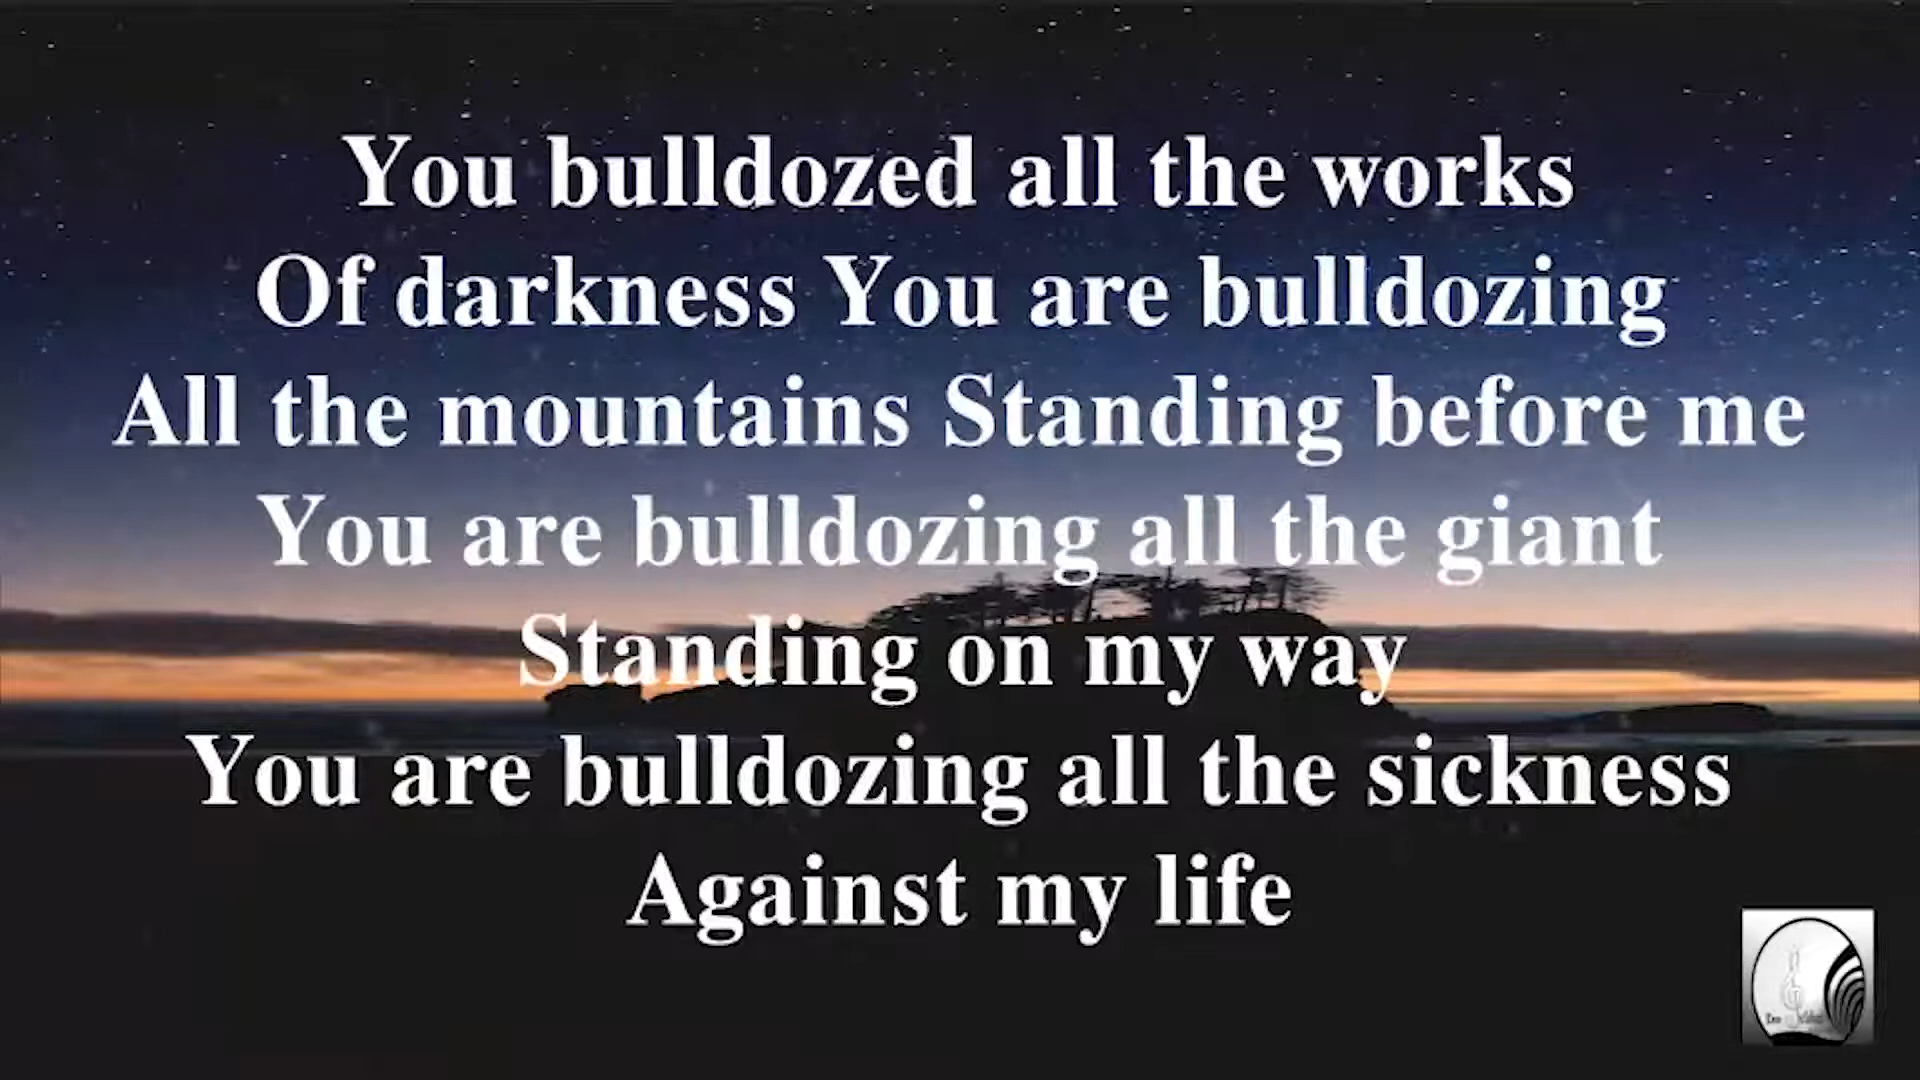 You bulldozed all the works
Of darkness You are bulldozing
All the mountains Standing before me
You are bulldozing all the giant
Standing on my way
You are bulldozing all the sickness
Against my life